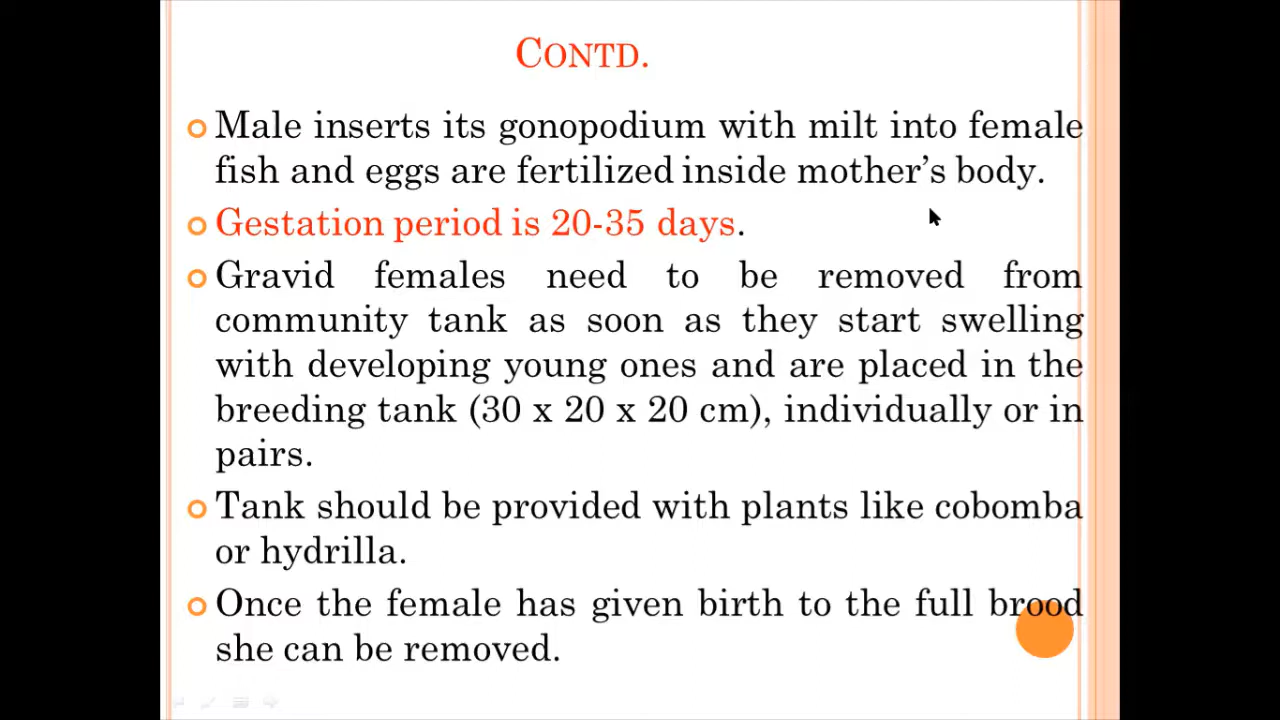 CONTD.
Male inserts its gonopodium with milt into female
fish and eggs are fertilized inside mother's body.
Gestation period is 20-35 days.
Gravid females need to be removed from
community tank as soon as they start swelling
with developing young ones and are placed in the
breeding tank (30 x 20 x 20 cm), individually or in
pairs.
Tank should be provided with plants like cobomba
or hydrilla.
Once the female has given birth to the full brood
she can be removed.